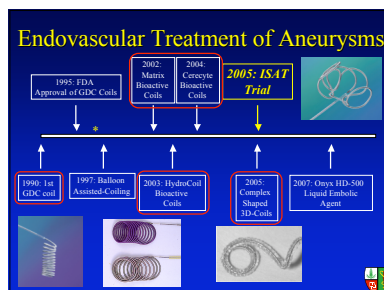 Endovascular Treatment of Aneurysms
2002:
Matrix
Bioactive
Coils
2004:
Cerecyte
Bioactive
Coils
2005: ISAT
Trial
1995: FDA
Approval of GDC Coils
*
1990: 1st
GDC coil
1997: Balloon
Assisted-Coiling
2003: HydroCoil
Bioactive
Coils
2005:
Complex
Shaped
3D-Coils
2007: Onyx HD-500
Liquid Embolic
Agent